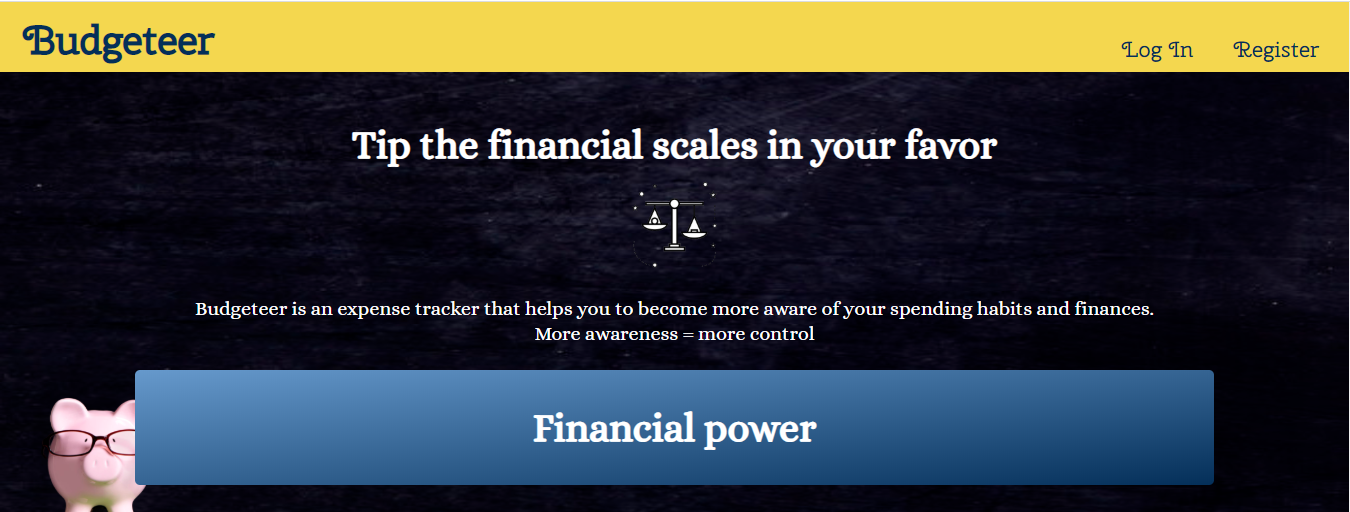 Budgeteer
Log In
Register
Tip the financial scales in your favor
Budgeteer is an expense tracker that helps you to become more aware of your spending habits and finances.
More awareness = more control
Financial power